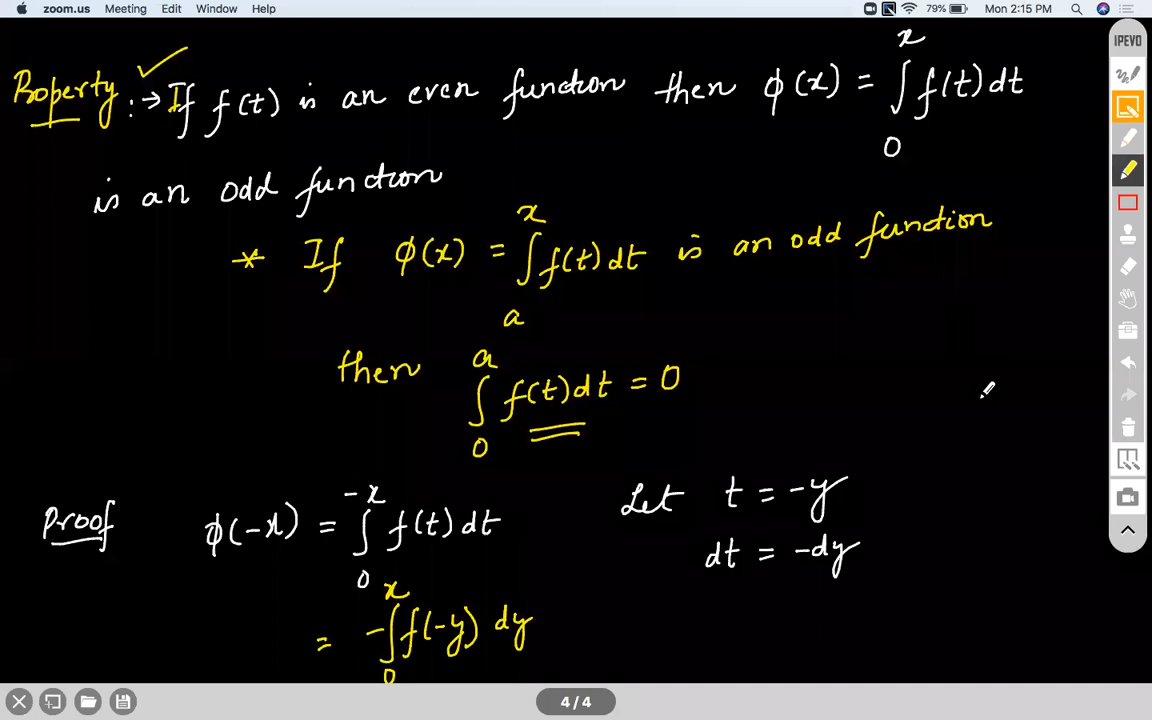 zoom.us Meeting Edit Window Help 79% Mon 2:15 PM
IPEVO
Property :→ If f(t) is an even function then φ(x) = ∫₀ˣ f(t) dt
is an odd function
* If φ(x) = ∫ₐˣ f(t) dt is an odd function
then ∫₀ᵃ f(t) dt = 0
Proof φ(-x) = ∫₀⁻ˣ f(t) dt Let t = -y
dt = -dy
= -∫₀ˣ f(-y) dy
4/4